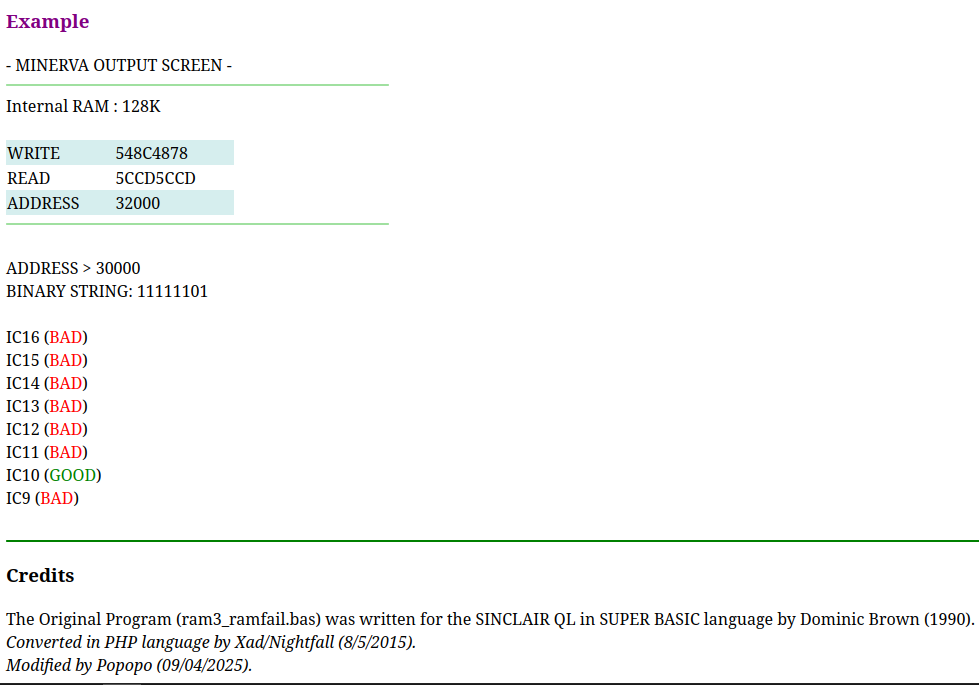 Example
- MINERVA OUTPUT SCREEN -
Internal RAM : 128K
WRITE 548C4878
READ 5CCD5CCD
ADDRESS 32000
ADDRESS > 30000
BINARY STRING: 11111101
IC16 (BAD)
IC15 (BAD)
IC14 (BAD)
IC13 (BAD)
IC12 (BAD)
IC11 (BAD)
IC10 (GOOD)
IC9 (BAD)
Credits
The Original Program (ram3_ramfail.bas) was written for the SINCLAIR QL in SUPER BASIC language by Dominic Brown (1990).
Converted in PHP language by Xad/Nightfall (8/5/2015).
Modified by Popopo (09/04/2025).